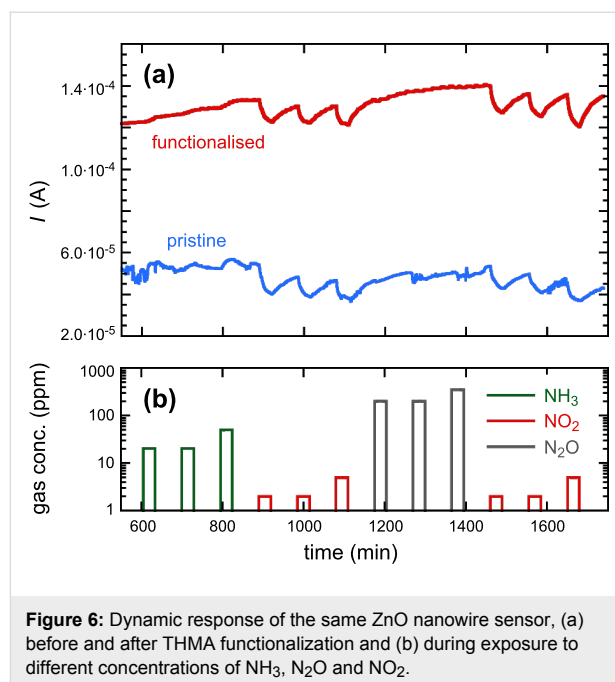 (a)
1.4·10⁻⁴
functionalised
1.0·10⁻⁴
I (A)
pristine
6.0·10⁻⁵
2.0·10⁻⁵
1000
(b)
NH₃
100
NO₂
gas conc. (ppm)
N₂O
10
1
600 800 1000 1200 1400 1600
time (min)
Figure 6: Dynamic response of the same ZnO nanowire sensor, (a)
before and after THMA functionalization and (b) during exposure to
different concentrations of NH₃, N₂O and NO₂.